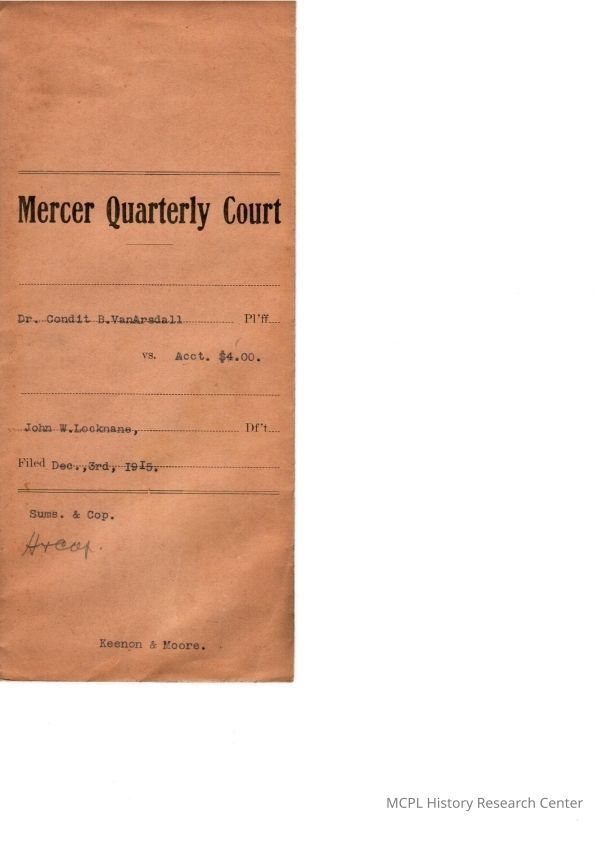 Mercer Quarterly Court
Dr. Condit B.VanArsdall Pl'ff
vs. Acct. $4.00.
John W.Locknane, Df't
Filed Dec.,3rd, 1915.
Sums. & Cop.
Keenon & Moore.
MCPL History Research Center